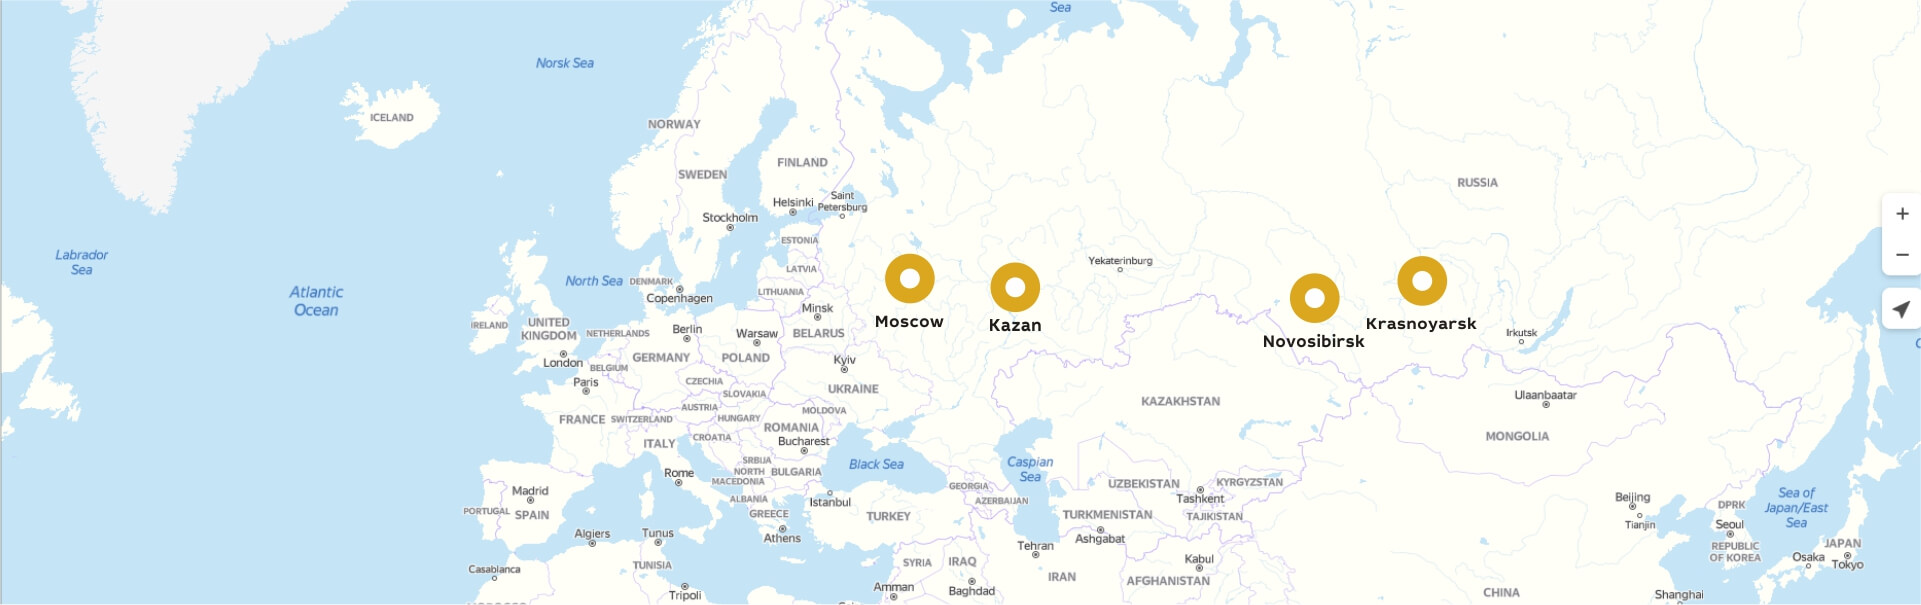 Sea
Norsk Sea
ICELAND
NORWAY
FINLAND
SWEDEN
RUSSIA
Helsinki
Saint
Petersburg
Stockholm
ESTONIA
Labrador
Sea
North Sea
DENMARK
LATVIA
Yekaterinburg
Atlantic
Ocean
Copenhagen
LITHUANIA
Minsk
Moscow
Kazan
Novosibirsk
Krasnoyarsk
Irkutsk
IRELAND
UNITED
KINGDOM
NETHERLANDS
Berlin
Warsaw
BELARUS
London
BELGIUM
GERMANY
POLAND
Kyiv
Paris
CZECHIA
SLOVAKIA
UKRAINE
KAZAKHSTAN
Ulaanbaatar
FRANCE
SWITZERLAND
AUSTRIA
HUNGARY
MOLDOVA
ROMANIA
ITALY
CROATIA
Bucharest
MONGOLIA
SRBIJA
Black Sea
Caspian
Sea
Rome
NORTH
MACEDONIA
BULGARIA
GEORGIA
AZERBAIJAN
UZBEKISTAN
KYRGYZSTAN
Tashkent
Madrid
SPAIN
PORTUGAL
ALBANIA
GREECE
Istanbul
TURKEY
TURKMENISTAN
TAJIKISTAN
Beijing
Tianjin
DPRK
Seoul
REPUBLIC
OF KOREA
Sea of
Japan/East
Sea
Algiers
Tunus
Athens
Ashgabat
Tehran
JAPAN
Osaka
Tokyo
Casablanca
TUNISIA
SYRIA
IRAQ
IRAN
Kabul
AFGHANISTAN
Tripoli
Amman
Baghdad
CHINA
Shanghai
+
−